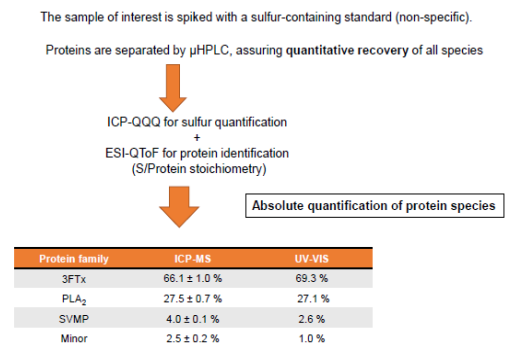 The sample of interest is spiked with a sulfur-containing standard (non-specific).
Proteins are separated by µHPLC, assuring quantitative recovery of all species
ICP-QQQ for sulfur quantification
+
ESI-QToF for protein identification
(S/Protein stoichiometry)
Absolute quantification of protein species
Protein family ICP-MS UV-VIS
3FTx 66.1 ± 1.0 % 69.3 %
PLA₂ 27.5 ± 0.7 % 27.1 %
SVMP 4.0 ± 0.1 % 2.6 %
Minor 2.5 ± 0.2 % 1.0 %